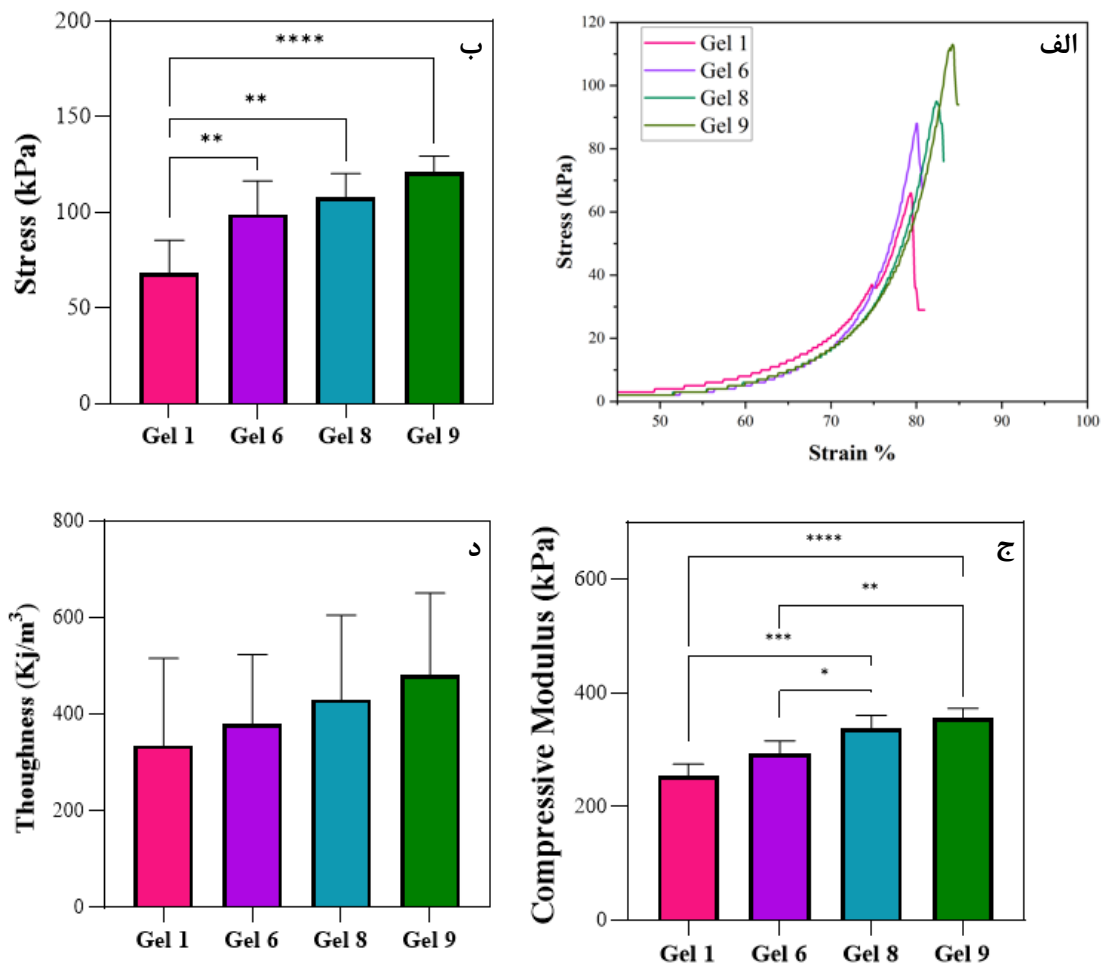 ب
Stress (kPa)
200
150
100
50
0
****
**
**
Gel 1 Gel 6 Gel 8 Gel 9
الف
Stress (kPa)
120
100
80
60
40
20
0
Gel 1
Gel 6
Gel 8
Gel 9
50 60 70 80 90 100
Strain %
د
Thoughness (Kj/m³)
800
600
400
200
0
Gel 1 Gel 6 Gel 8 Gel 9
ج
Compressive Modulus (kPa)
600
400
200
0
****
**
***
*
Gel 1 Gel 6 Gel 8 Gel 9